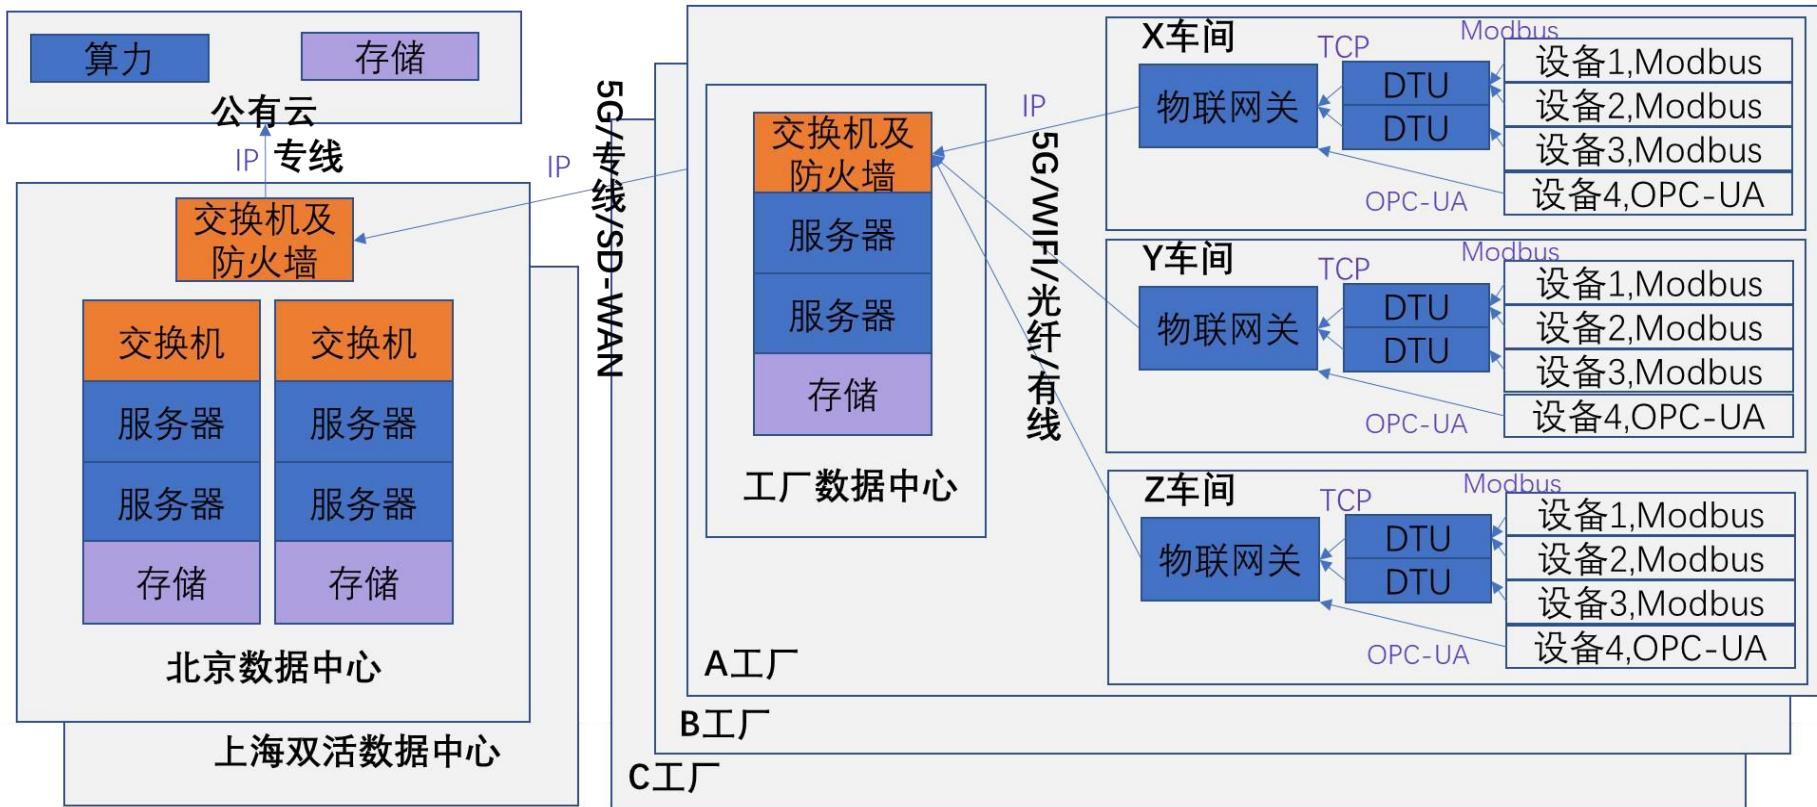 算力
存储
公有云
IP
专线
交换机及
防火墙
交换机
服务器
服务器
存储
交换机
服务器
服务器
存储
北京数据中心
上海双活数据中心
IP
5G/专线/SD-WAN
交换机及
防火墙
服务器
服务器
存储
工厂数据中心
A工厂
B工厂
C工厂
IP
5G/WIFI/光纤/有线
X车间
物联网关
TCP
DTU
DTU
Modbus
设备1,Modbus
设备2,Modbus
设备3,Modbus
设备4,OPC-UA
OPC-UA
Y车间
物联网关
TCP
DTU
DTU
Modbus
设备1,Modbus
设备2,Modbus
设备3,Modbus
设备4,OPC-UA
OPC-UA
Z车间
物联网关
TCP
DTU
DTU
Modbus
设备1,Modbus
设备2,Modbus
设备3,Modbus
设备4,OPC-UA
OPC-UA